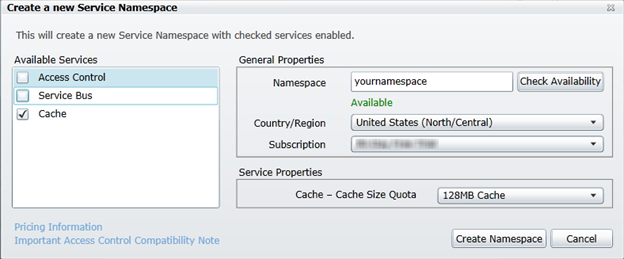 Create a new Service Namespace
This will create a new Service Namespace with checked services enabled.
Available Services
Access Control
Service Bus
Cache
General Properties
Namespace yournamespace Check Availability
Available
Country/Region United States (North/Central)
Subscription
Service Properties
Cache – Cache Size Quota 128MB Cache
Pricing Information
Important Access Control Compatibility Note
Create Namespace Cancel